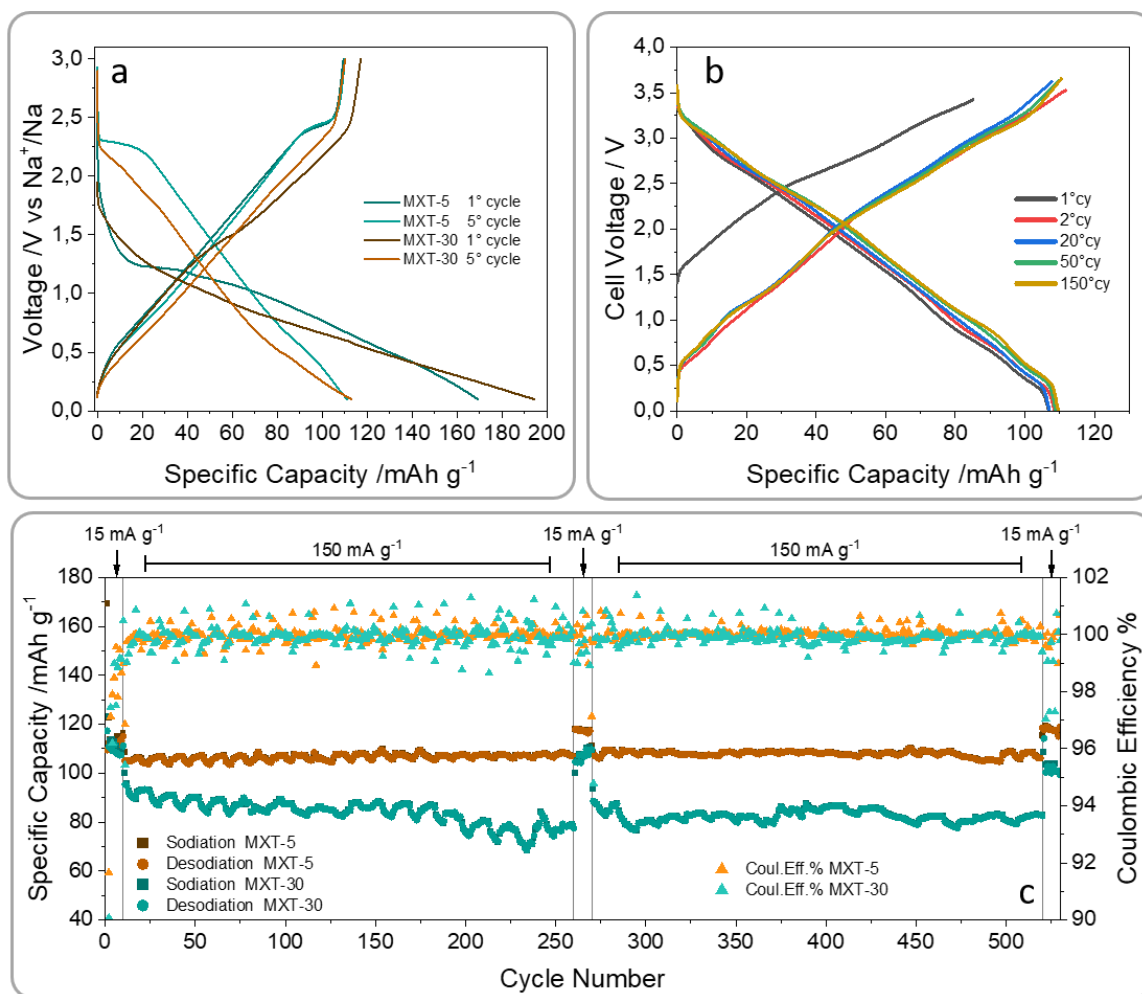 a
3,0
2,5
2,0
1,5
1,0
0,5
0,0
Voltage /V vs Na⁺/Na
MXT-5 1° cycle
MXT-5 5° cycle
MXT-30 1° cycle
MXT-30 5° cycle
0 20 40 60 80 100 120 140 160 180 200
Specific Capacity /mAh g⁻¹
b
4,0
3,5
3,0
2,5
2,0
1,5
1,0
0,5
0,0
Cell Voltage / V
1°cy
2°cy
20°cy
50°cy
150°cy
0 20 40 60 80 100 120
Specific Capacity /mAh g⁻¹
15 mA g⁻¹ 15 mA g⁻¹ 15 mA g⁻¹
150 mA g⁻¹ 150 mA g⁻¹
180
160
140
120
100
80
60
40
Specific Capacity /mAh g⁻¹
102
100
98
96
94
92
90
Coulombic Efficiency %
Sodiation MXT-5
Desodiation MXT-5
Sodiation MXT-30
Desodiation MXT-30
Coul.Eff.% MXT-5
Coul.Eff.% MXT-30
c
0 50 100 150 200 250 300 350 400 450 500
Cycle Number